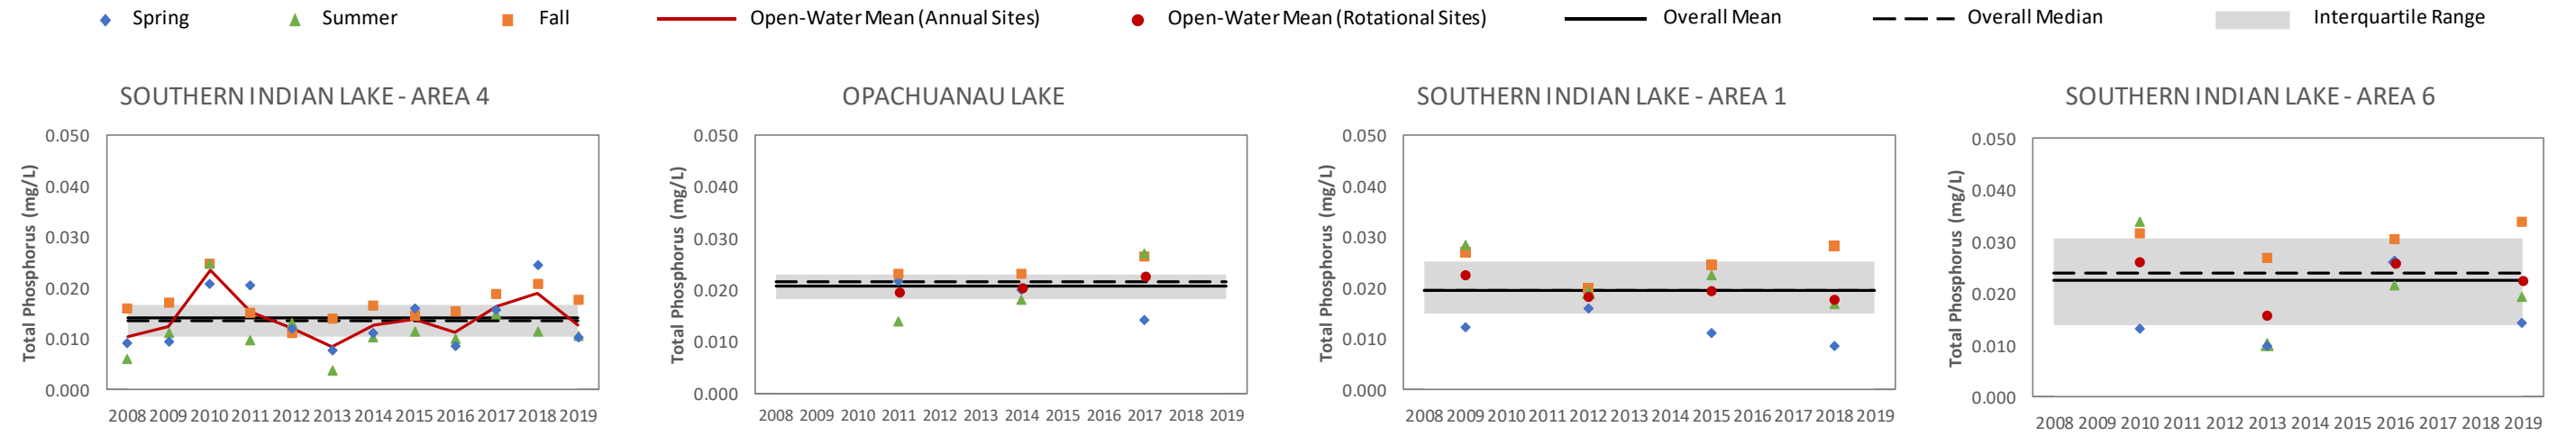 Spring Summer Fall Open-Water Mean (Annual Sites) Open-Water Mean (Rotational Sites) Overall Mean Overall Median Interquartile Range
SOUTHERN INDIAN LAKE - AREA 4
Total Phosphorus (mg/L)
0.050
0.040
0.030
0.020
0.010
0.000
2008 2009 2010 2011 2012 2013 2014 2015 2016 2017 2018 2019
OPACHUANAU LAKE
Total Phosphorus (mg/L)
0.050
0.040
0.030
0.020
0.010
0.000
2008 2009 2010 2011 2012 2013 2014 2015 2016 2017 2018 2019
SOUTHERN INDIAN LAKE - AREA 1
Total Phosphorus (mg/L)
0.050
0.040
0.030
0.020
0.010
0.000
2008 2009 2010 2011 2012 2013 2014 2015 2016 2017 2018 2019
SOUTHERN INDIAN LAKE - AREA 6
Total Phosphorus (mg/L)
0.050
0.040
0.030
0.020
0.010
0.000
2008 2009 2010 2011 2012 2013 2014 2015 2016 2017 2018 2019